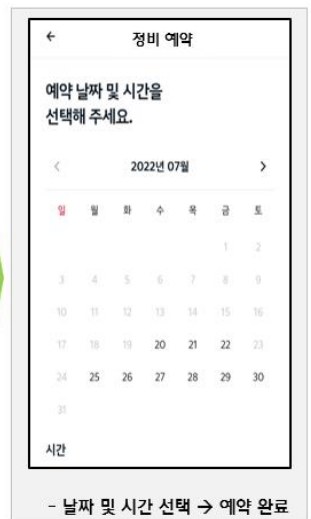 ← 정비 예약
예약 날짜 및 시간을
선택해 주세요.
< 2022년 07월 >
일 월 화 수 목 금 토
1 2
3 4 5 6 7 8 9
10 11 12 13 14 15 16
17 18 19 20 21 22 23
24 25 26 27 28 29 30
31
시간
- 날짜 및 시간 선택 → 예약 완료